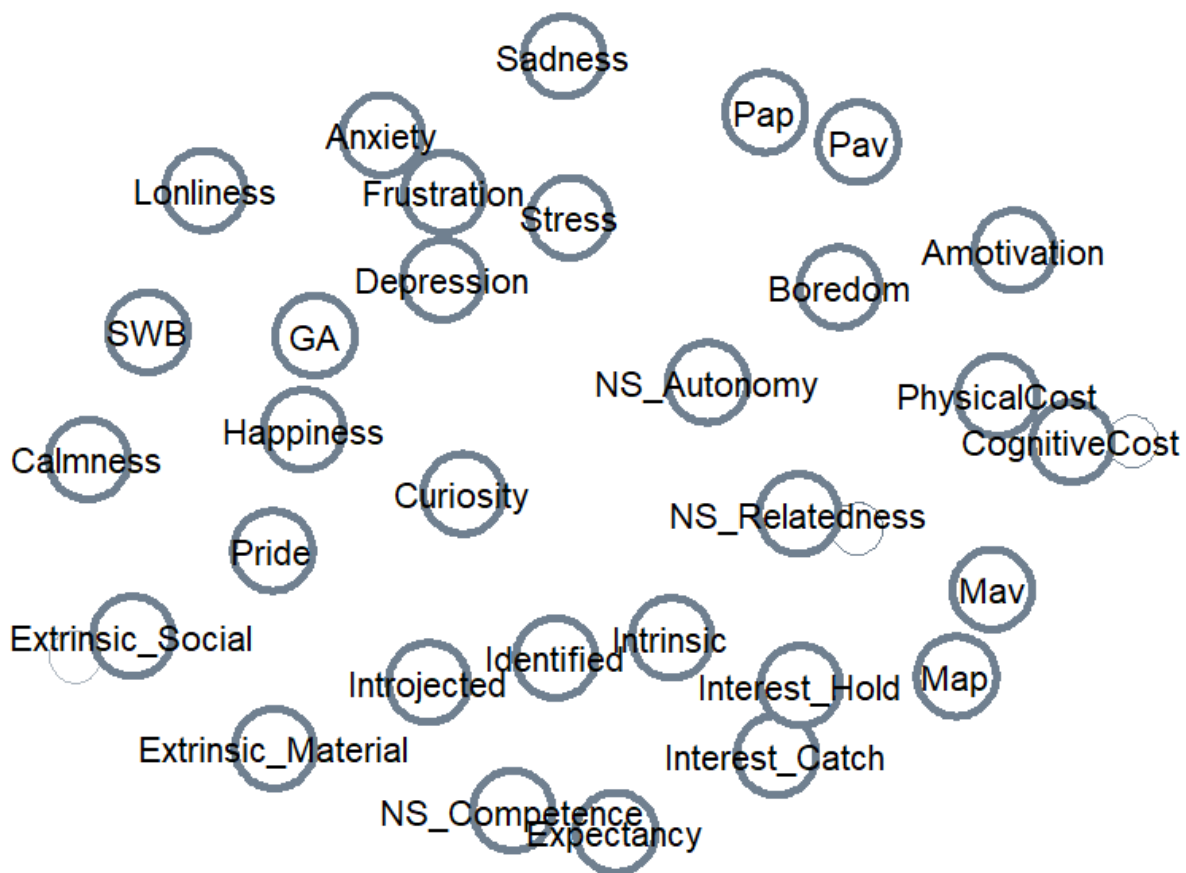 Sadness
Pap
Anxiety
Pav
Lonliness
Frustration
Stress
Amotivation
Depression
Boredom
SWB
GA
NS_Autonomy
PhysicalCost
Happiness
CognitiveCost
Calmness
Curiosity
NS_Relatedness
Pride
Mav
Extrinsic_Social
Intrinsic
Identified
Introjected
Interest_Hold
Map
Extrinsic_Material
Interest_Catch
NS_Competence
Expectancy